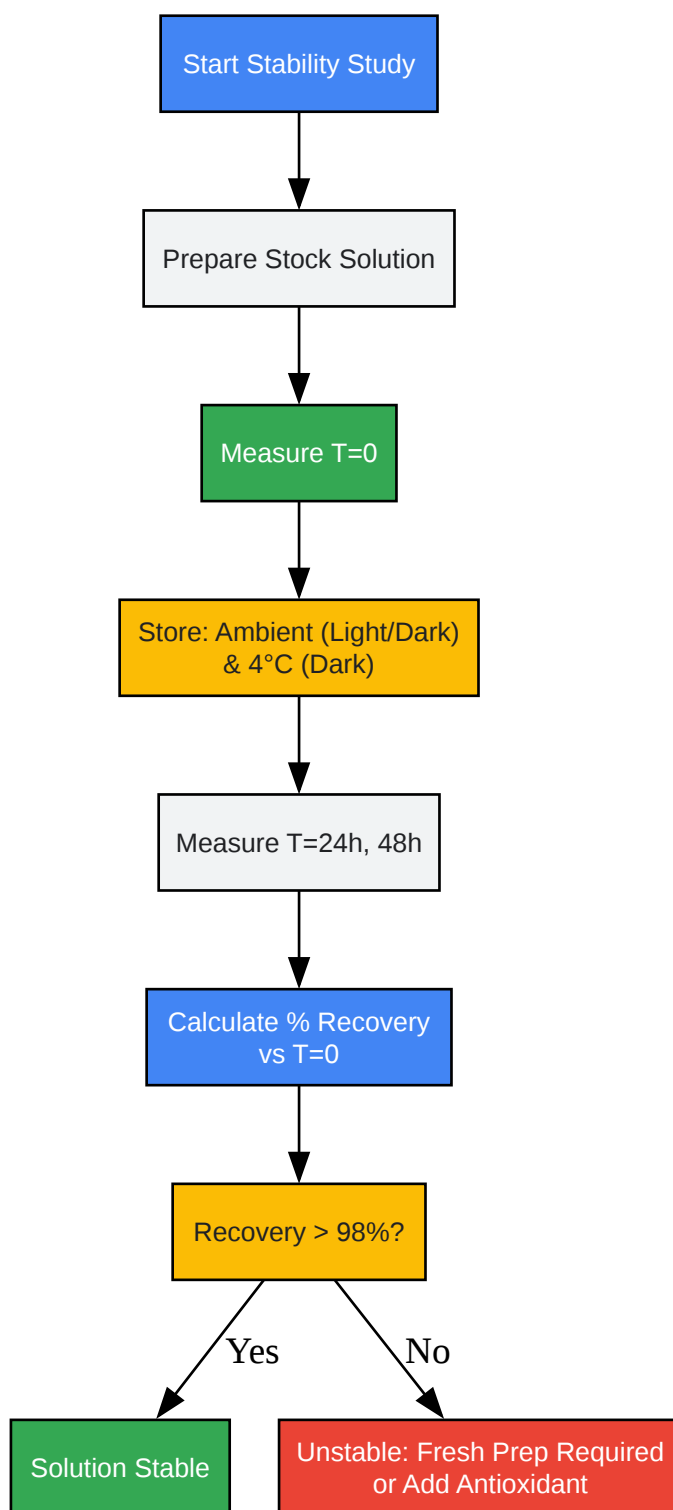 Start Stability Study
Prepare Stock Solution
Measure T=0
Store: Ambient (Light/Dark)
& 4°C (Dark)
Measure T=24h, 48h
Calculate % Recovery
vs T=0
Recovery > 98%?
Yes
No
Solution Stable
Unstable: Fresh Prep Required
or Add Antioxidant